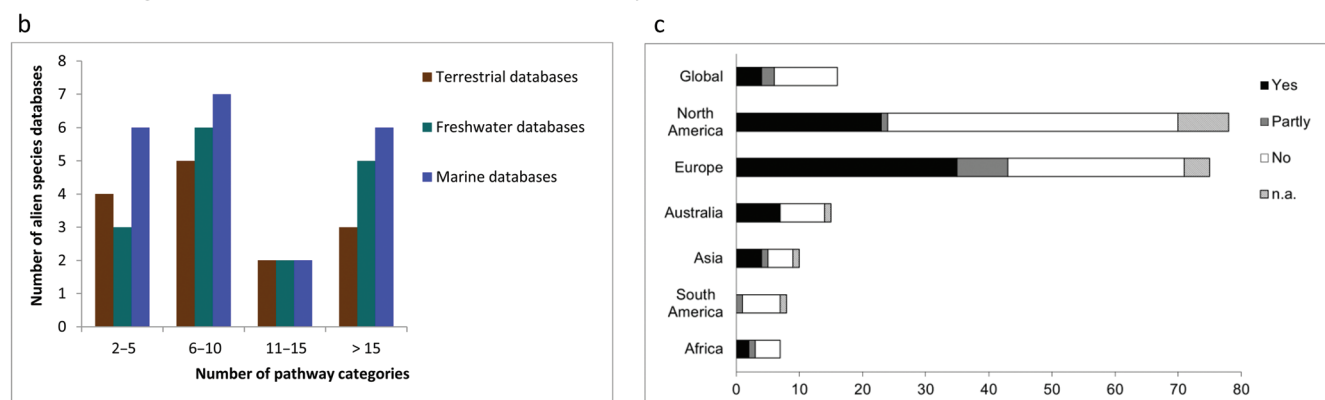 b
Number of alien species databases
8
7
6
5
4
3
2
1
0
2–5
6–10
11–15
> 15
Number of pathway categories
Terrestrial databases
Freshwater databases
Marine databases
c
Global
North
America
Europe
Australia
Asia
South
America
Africa
0
10
20
30
40
50
60
70
80
Yes
Partly
No
n.a.